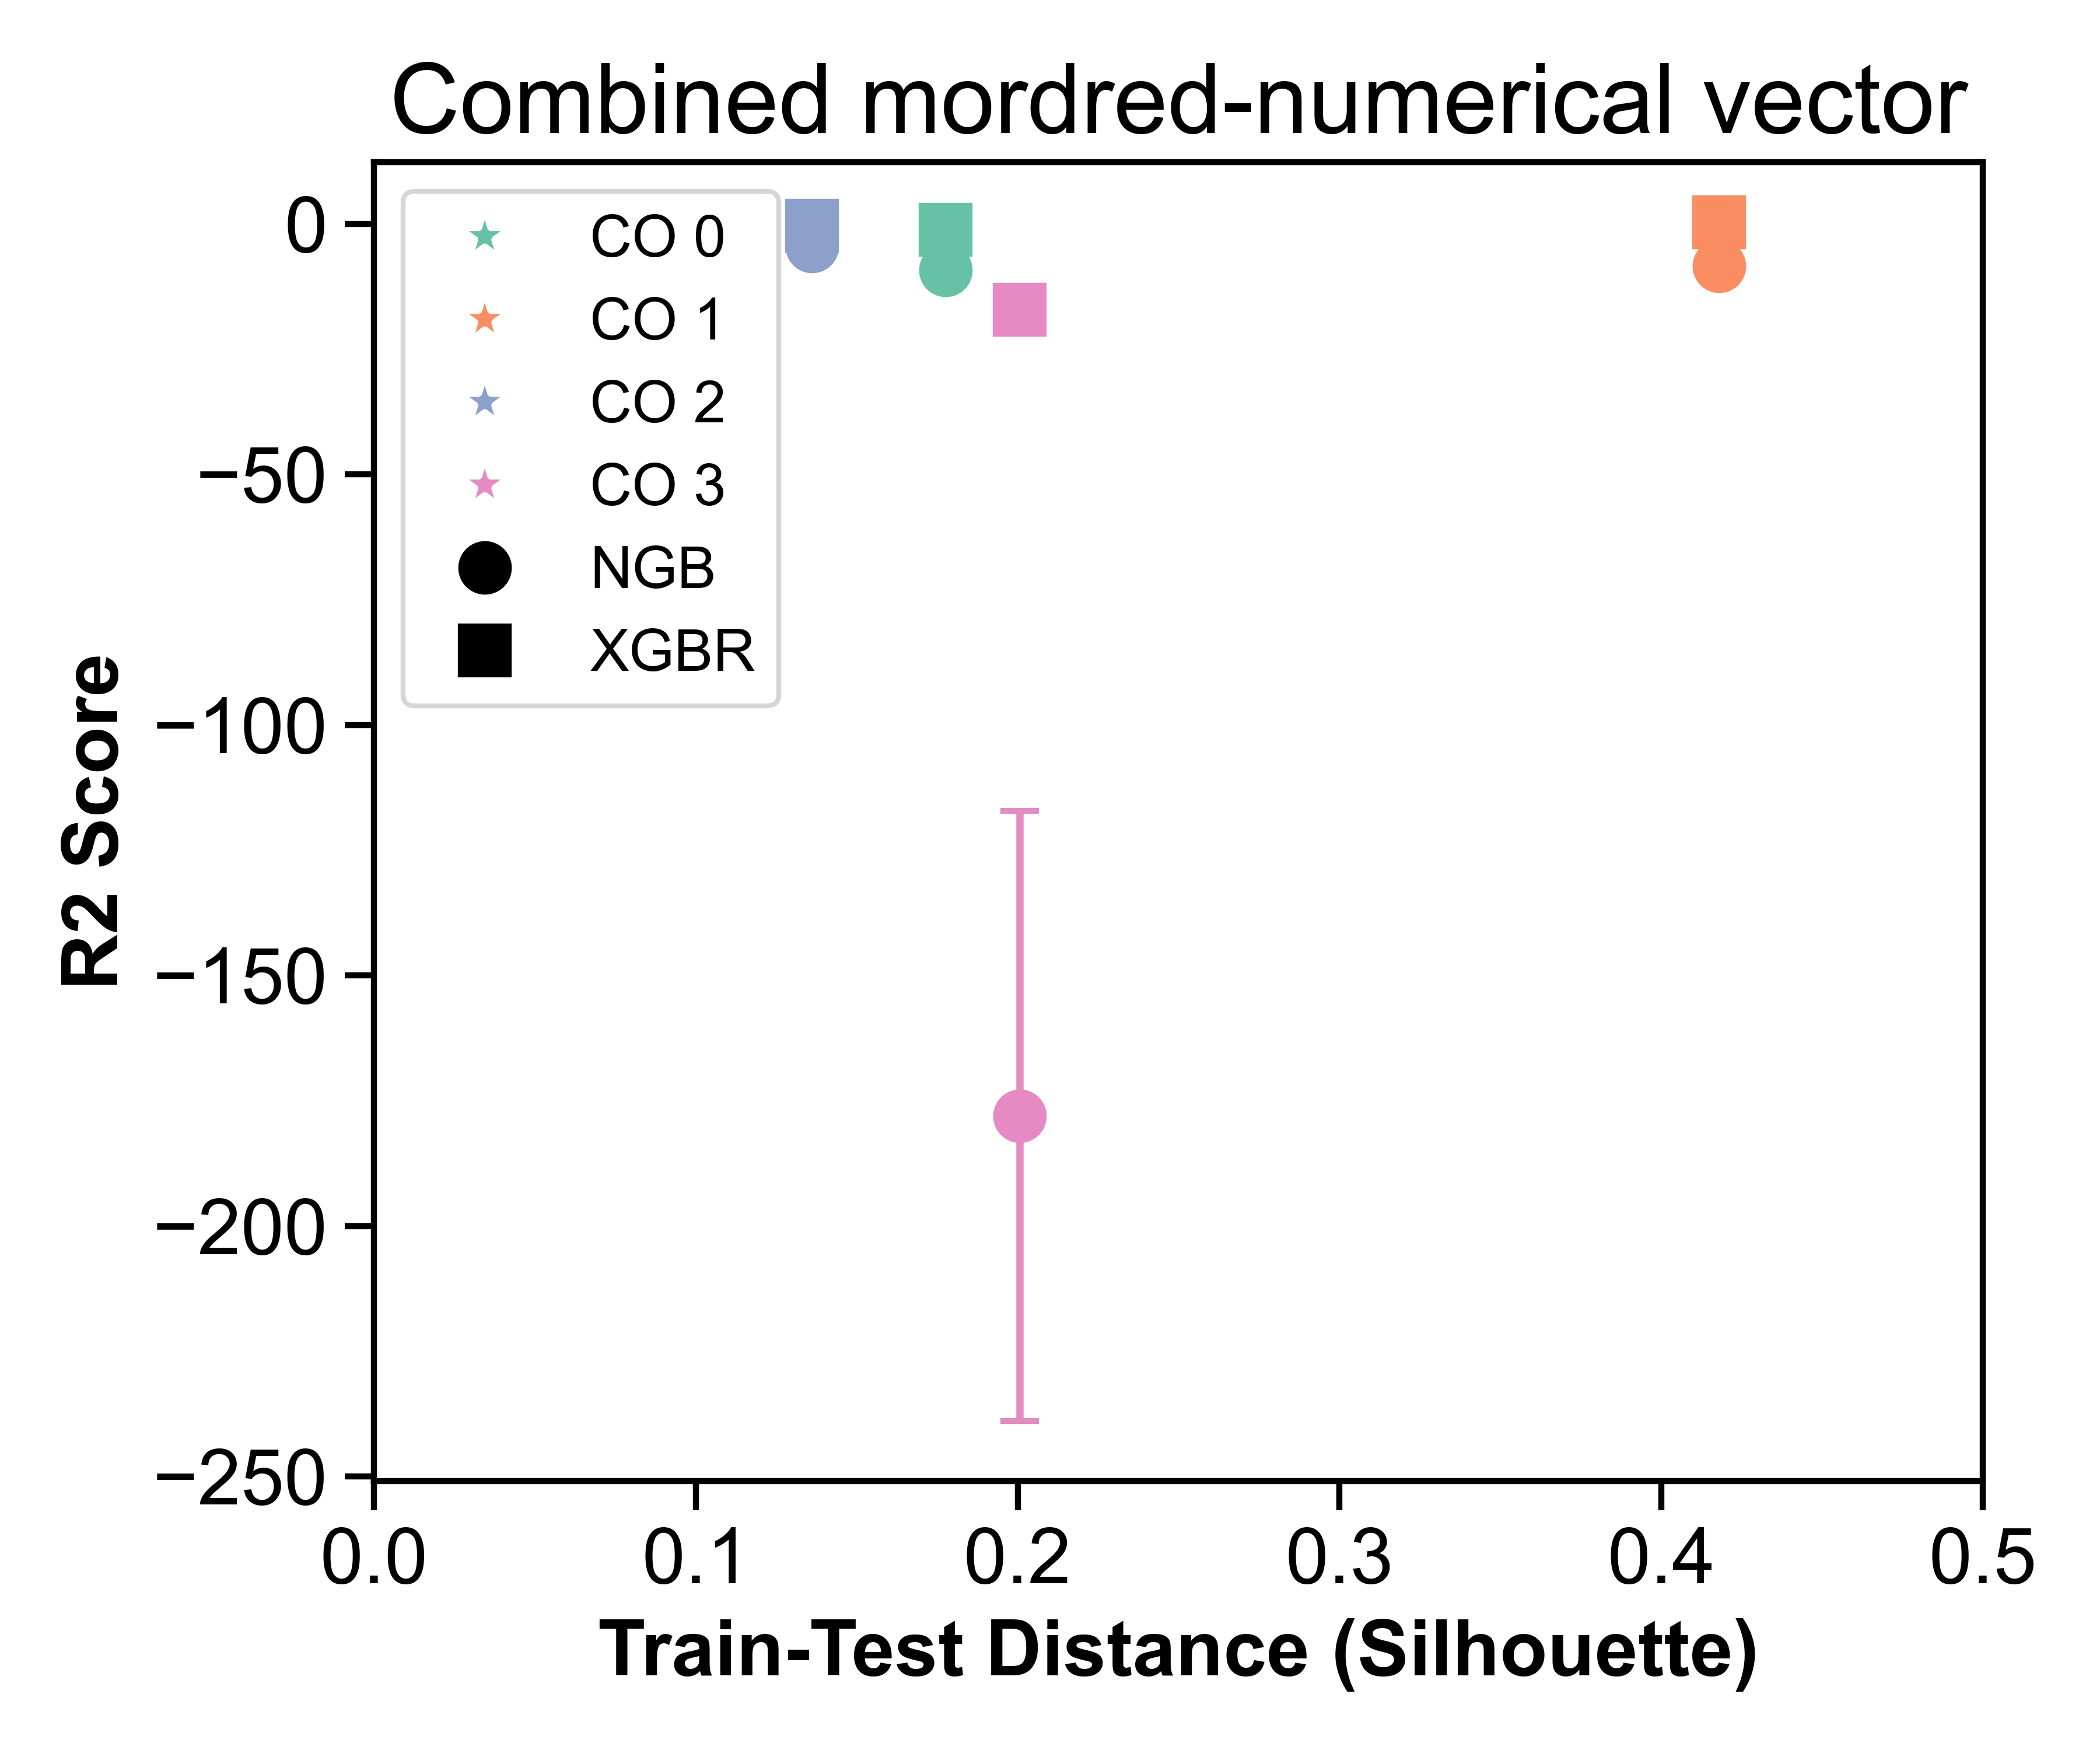 Combined mordred-numerical vector
CO 0
CO 1
CO 2
CO 3
NGB
XGBR
R2 Score
0
−50
−100
−150
−200
−250
0.0 0.1 0.2 0.3 0.4 0.5
Train-Test Distance (Silhouette)